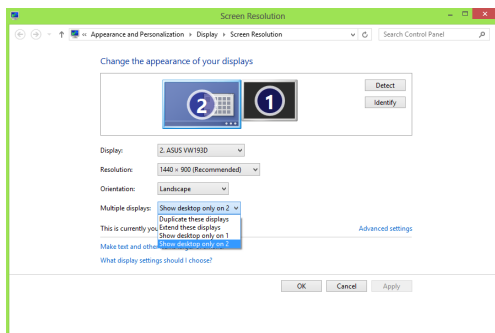 Screen Resolution
« Appearance and Personalization Display Screen Resolution Search Control Panel
Change the appearance of your displays
2 1
Detect
Identify
Display: 2. ASUS VW193D
Resolution: 1440 × 900 (Recommended)
Orientation: Landscape
Multiple displays: Show desktop only on 2
Duplicate these displays
This is currently you Extend these displays Advanced settings
Show desktop only on 1
Make text and othe Show desktop only on 2
What display settings should I choose?
OK Cancel Apply